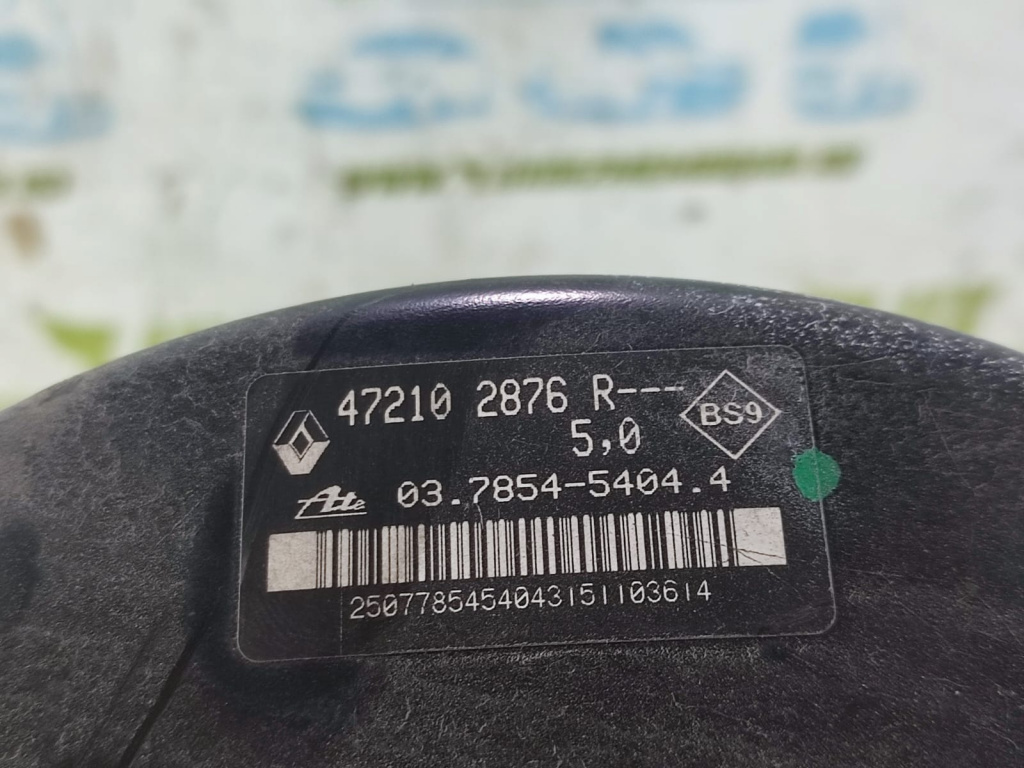 47210 2876 R---
BS9
5,0
Ate 03.7854-5404.4
2507785454043151103614